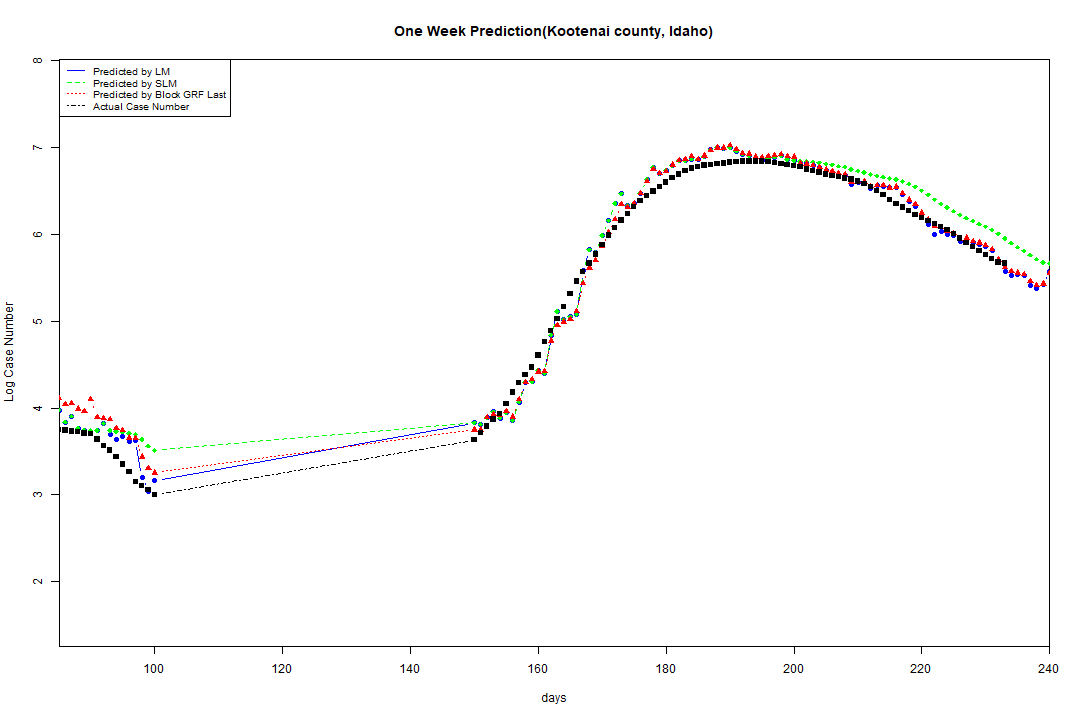 One Week Prediction(Kootenai county, Idaho)
Predicted by LM
Predicted by SLM
Predicted by Block GRF Last
Actual Case Number
8
7
6
5
4
3
2
Log Case Number
100 120 140 160 180 200 220 240
days